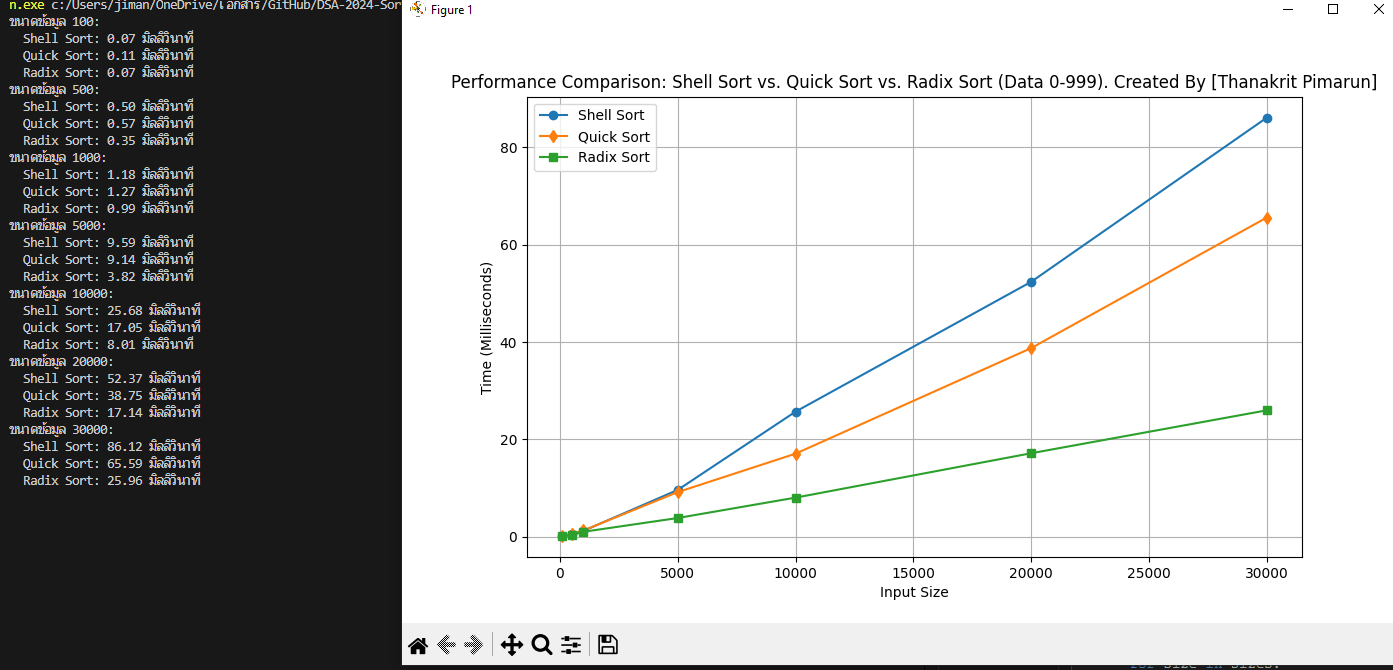 n.exe c:/Users/jiman/OneDrive/เอกสาร/GitHub/DSA-2024-Sor
ขนาดข้อมูล 100:
Shell Sort: 0.07 มิลลิวินาที
Quick Sort: 0.11 มิลลิวินาที
Radix Sort: 0.07 มิลลิวินาที
ขนาดข้อมูล 500:
Shell Sort: 0.50 มิลลิวินาที
Quick Sort: 0.57 มิลลิวินาที
Radix Sort: 0.35 มิลลิวินาที
ขนาดข้อมูล 1000:
Shell Sort: 1.18 มิลลิวินาที
Quick Sort: 1.27 มิลลิวินาที
Radix Sort: 0.99 มิลลิวินาที
ขนาดข้อมูล 5000:
Shell Sort: 9.59 มิลลิวินาที
Quick Sort: 9.14 มิลลิวินาที
Radix Sort: 3.82 มิลลิวินาที
ขนาดข้อมูล 10000:
Shell Sort: 25.68 มิลลิวินาที
Quick Sort: 17.05 มิลลิวินาที
Radix Sort: 8.01 มิลลิวินาที
ขนาดข้อมูล 20000:
Shell Sort: 52.37 มิลลิวินาที
Quick Sort: 38.75 มิลลิวินาที
Radix Sort: 17.14 มิลลิวินาที
ขนาดข้อมูล 30000:
Shell Sort: 86.12 มิลลิวินาที
Quick Sort: 65.59 มิลลิวินาที
Radix Sort: 25.96 มิลลิวินาที
Figure 1
Performance Comparison: Shell Sort vs. Quick Sort vs. Radix Sort (Data 0-999). Created By [Thanakrit Pimarun]
Shell Sort
Quick Sort
Radix Sort
80
60
40
20
0
Time (Milliseconds)
0 5000 10000 15000 20000 25000 30000
Input Size